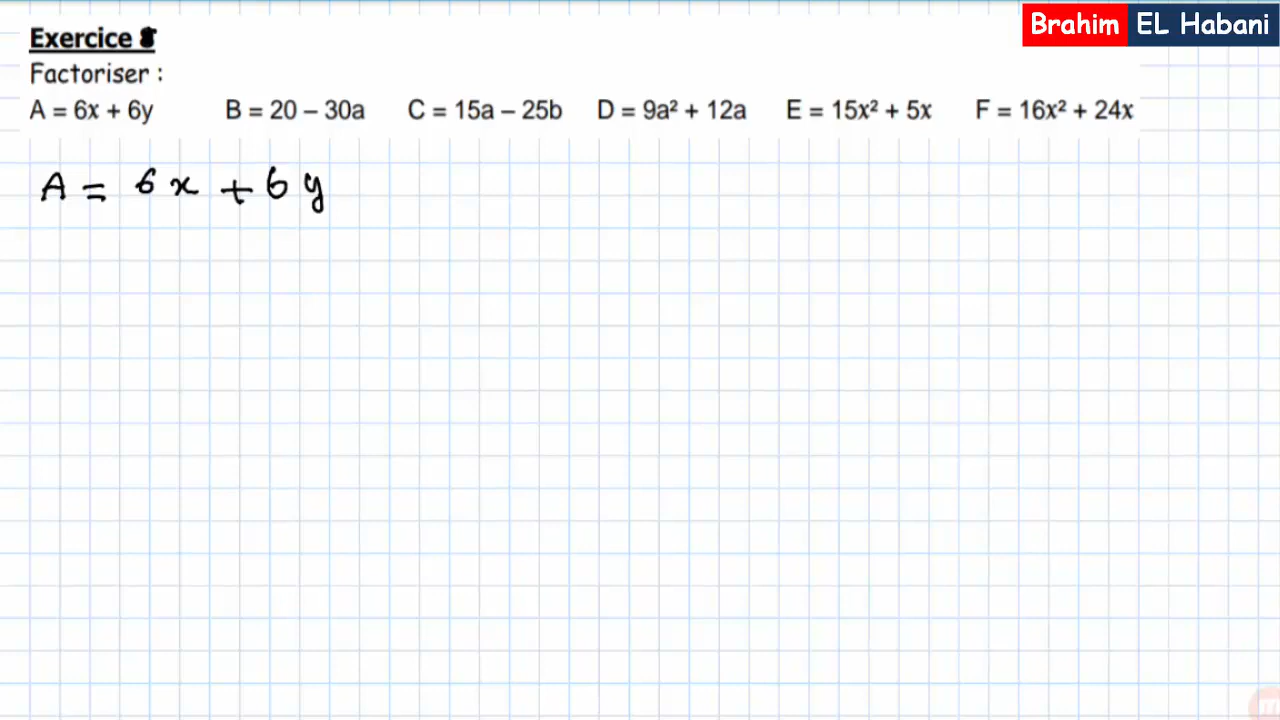 Brahim EL Habani
Exercice
Factoriser :
A = 6x + 6y B = 20 – 30a C = 15a – 25b D = 9a² + 12a E = 15x² + 5x F = 16x² + 24x
A = 6x + 6y